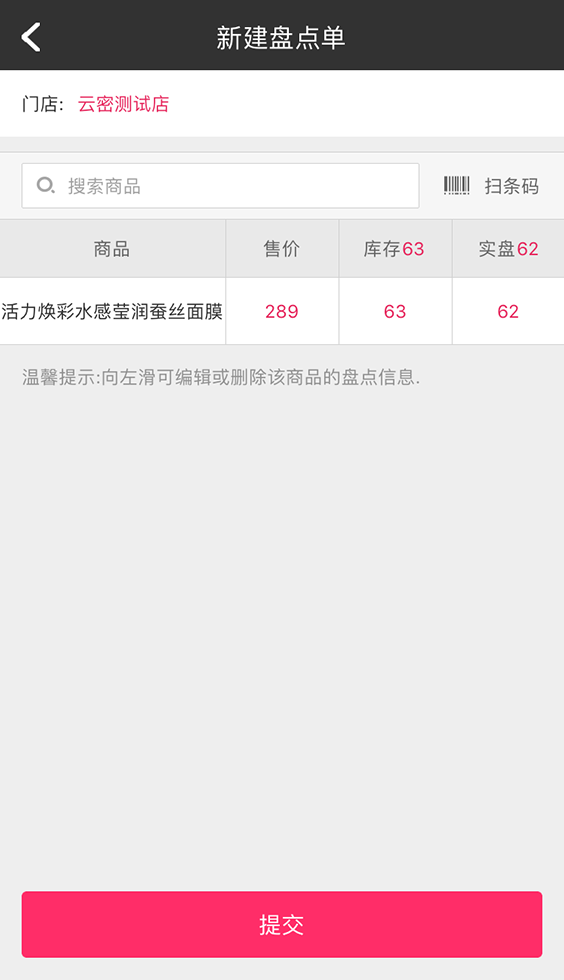 新建盘点单
门店: 云密测试店
搜索商品 扫条码
商品 售价 库存63 实盘62
活力焕彩水感莹润蚕丝面膜 289 63 62
温馨提示:向左滑可编辑或删除该商品的盘点信息.
提交